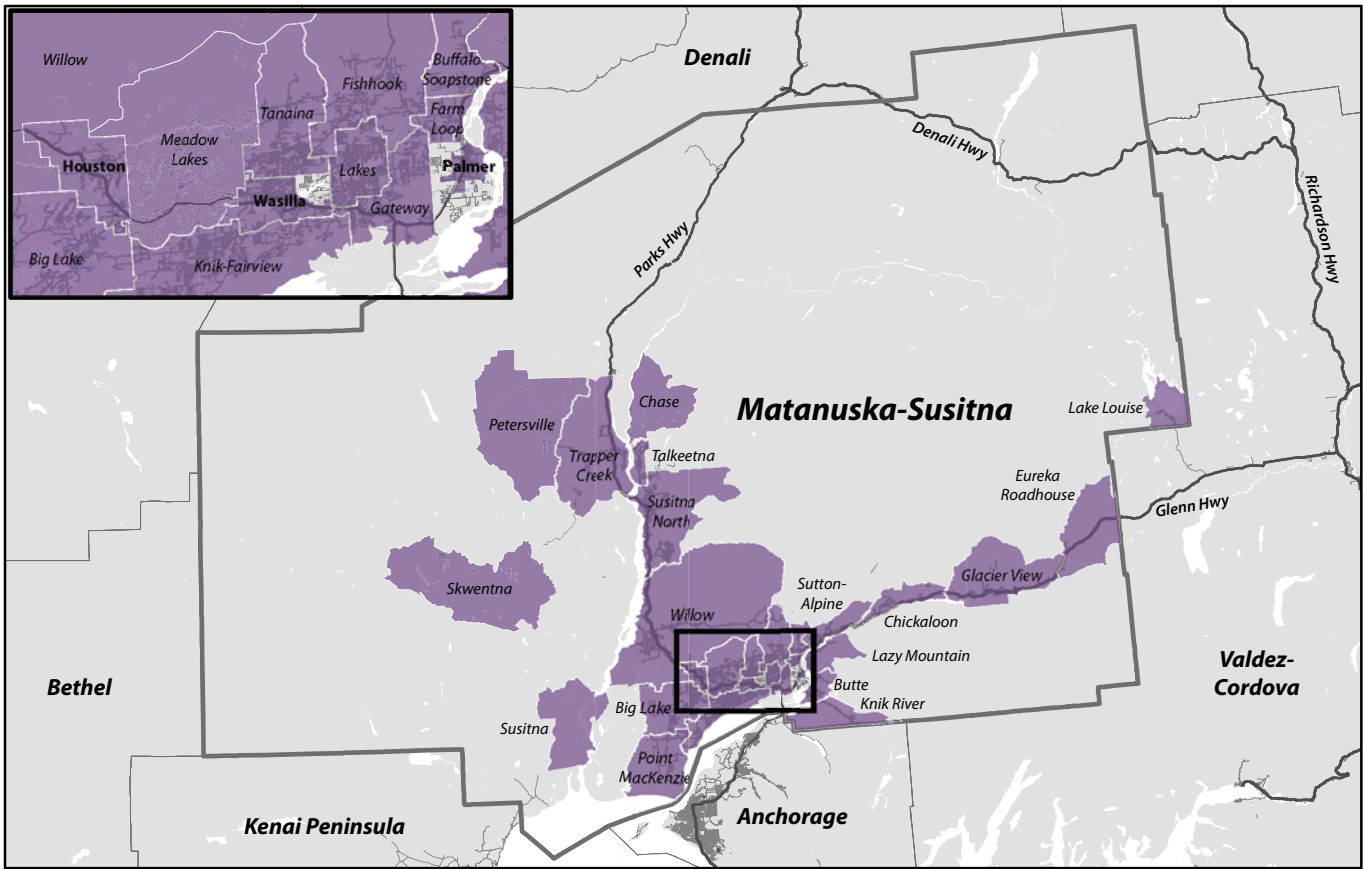 Willow
Fishhook
Buffalo
Soapstone
Tanaina
Farm
Loop
Meadow
Lakes
Houston
Lakes
Palmer
Wasilla
Gateway
Big Lake
Knik-Fairview
Denali
Denali Hwy
Parks Hwy
Richardson Hwy
Matanuska-Susitna
Chase
Lake Louise
Petersville
Trapper
Creek
Talkeetna
Susitna
North
Eureka
Roadhouse
Glenn Hwy
Skwentna
Glacier View
Sutton-
Alpine
Willow
Chickaloon
Lazy Mountain
Bethel
Butte
Knik River
Valdez-
Cordova
Big Lake
Susitna
Point
MacKenzie
Kenai Peninsula
Anchorage